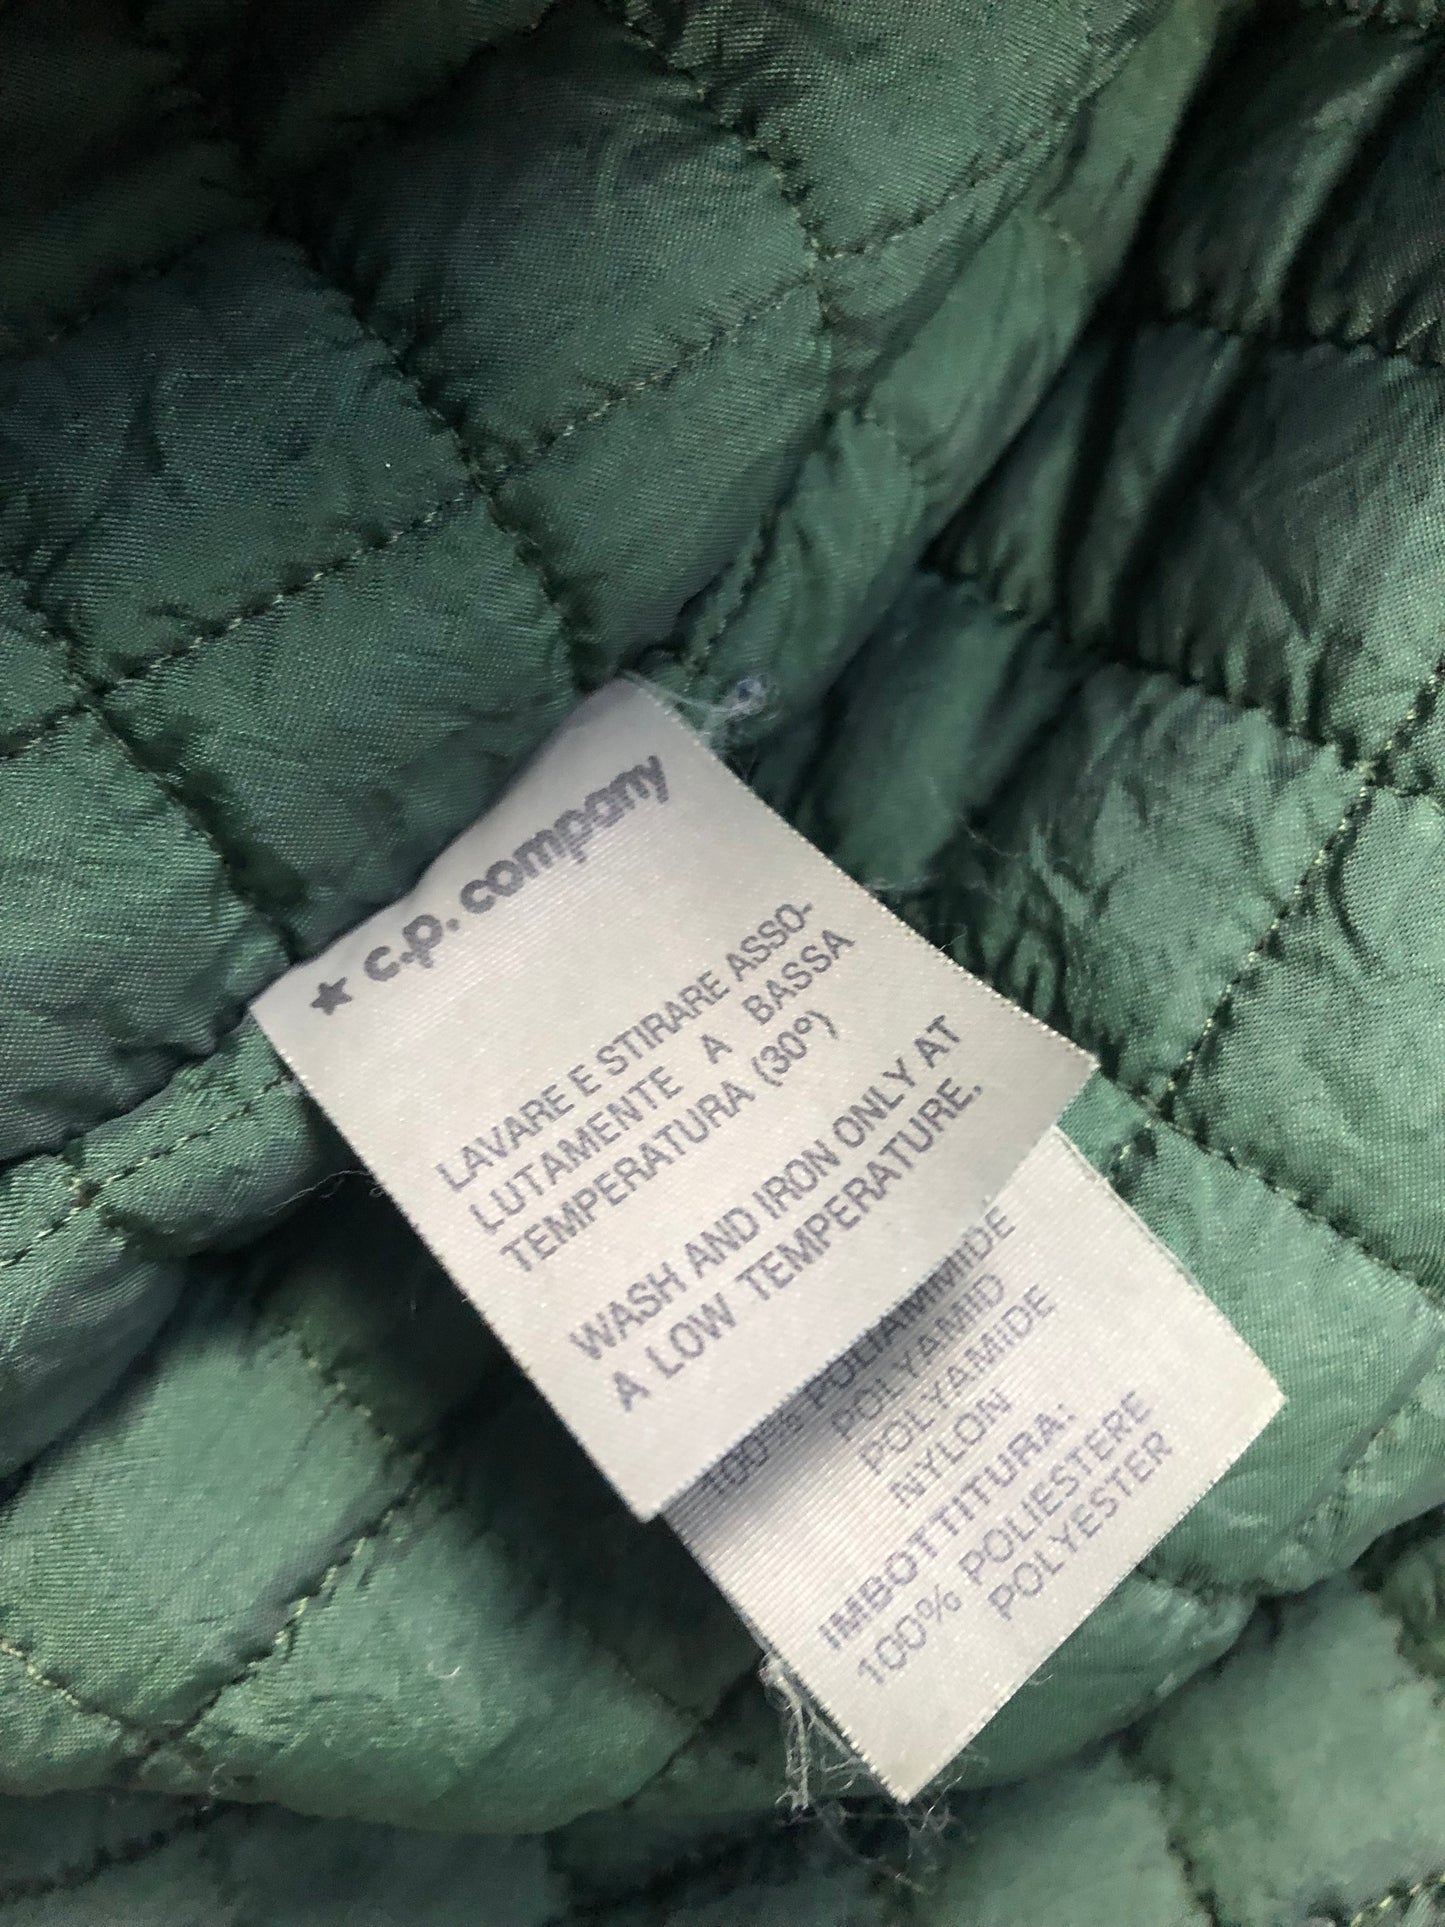 ★ c.p. company
LAVARE E STIRARE ASSO-
LUTAMENTE A BASSA
TEMPERATURA (30°)
WASH AND IRON ONLY AT
A LOW TEMPERATURE.
100% POLIAMMIDE
POLYAMID
POLYAMIDE
NYLON
IMBOTTITURA:
100% POLIESTERE
POLYESTER